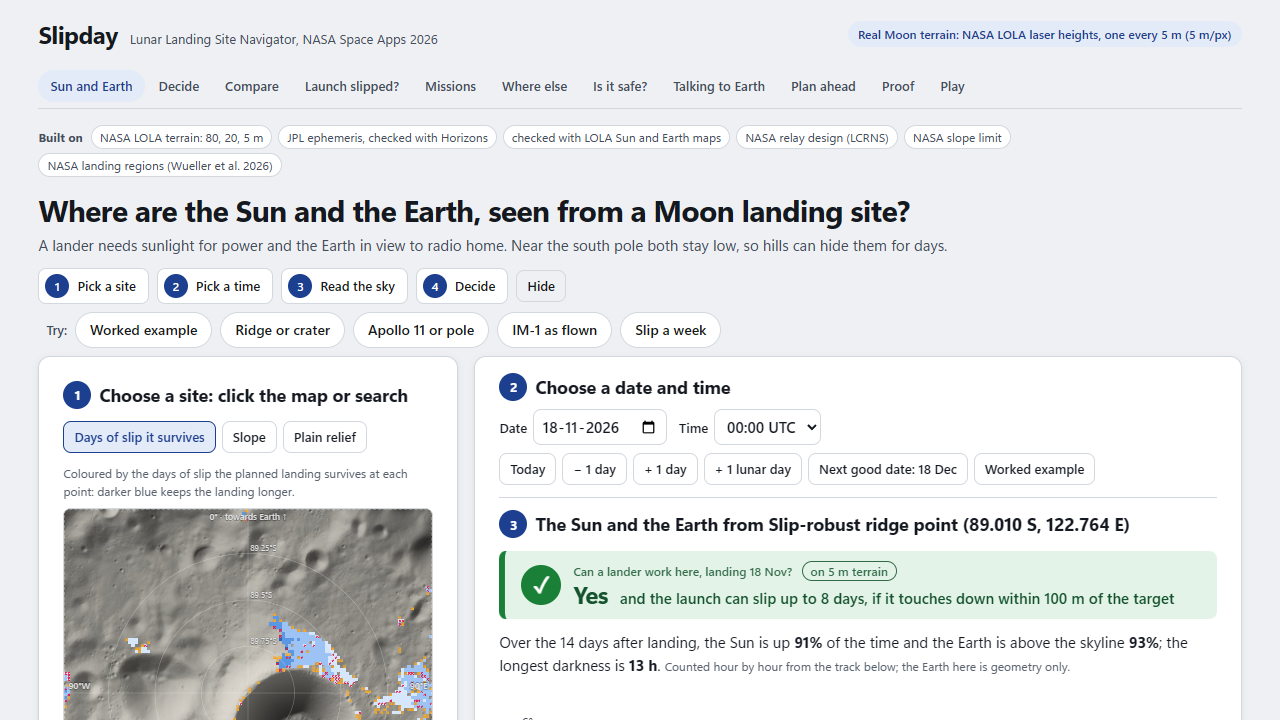 Slipday Lunar Landing Site Navigator, NASA Space Apps 2026
Real Moon terrain: NASA LOLA laser heights, one every 5 m (5 m/px)
Sun and Earth Decide Compare Launch slipped? Missions Where else Is it safe? Talking to Earth Plan ahead Proof Play
Built on NASA LOLA terrain: 80, 20, 5 m JPL ephemeris, checked with Horizons checked with LOLA Sun and Earth maps NASA relay design (LCRNS) NASA slope limit
NASA landing regions (Wueller et al. 2026)
Where are the Sun and the Earth, seen from a Moon landing site?
A lander needs sunlight for power and the Earth in view to radio home. Near the south pole both stay low, so hills can hide them for days.
1 Pick a site 2 Pick a time 3 Read the sky 4 Decide Hide
Try: Worked example Ridge or crater Apollo 11 or pole IM-1 as flown Slip a week
1 Choose a site: click the map or search
Days of slip it survives Slope Plain relief
Coloured by the days of slip the planned landing survives at each
point: darker blue keeps the landing longer.
0° · towards Earth ↑
89.25°S
89.5°S
89.75°S
90°W 90°E
2 Choose a date and time
Date 18-11-2026 Time 00:00 UTC
Today − 1 day + 1 day + 1 lunar day Next good date: 18 Dec Worked example
3 The Sun and the Earth from Slip-robust ridge point (89.010 S, 122.764 E)
Can a lander work here, landing 18 Nov? on 5 m terrain
Yes and the launch can slip up to 8 days, if it touches down within 100 m of the target
Over the 14 days after landing, the Sun is up 91% of the time and the Earth is above the skyline 93%; the
longest darkness is 13 h. Counted hour by hour from the track below; the Earth here is geometry only.